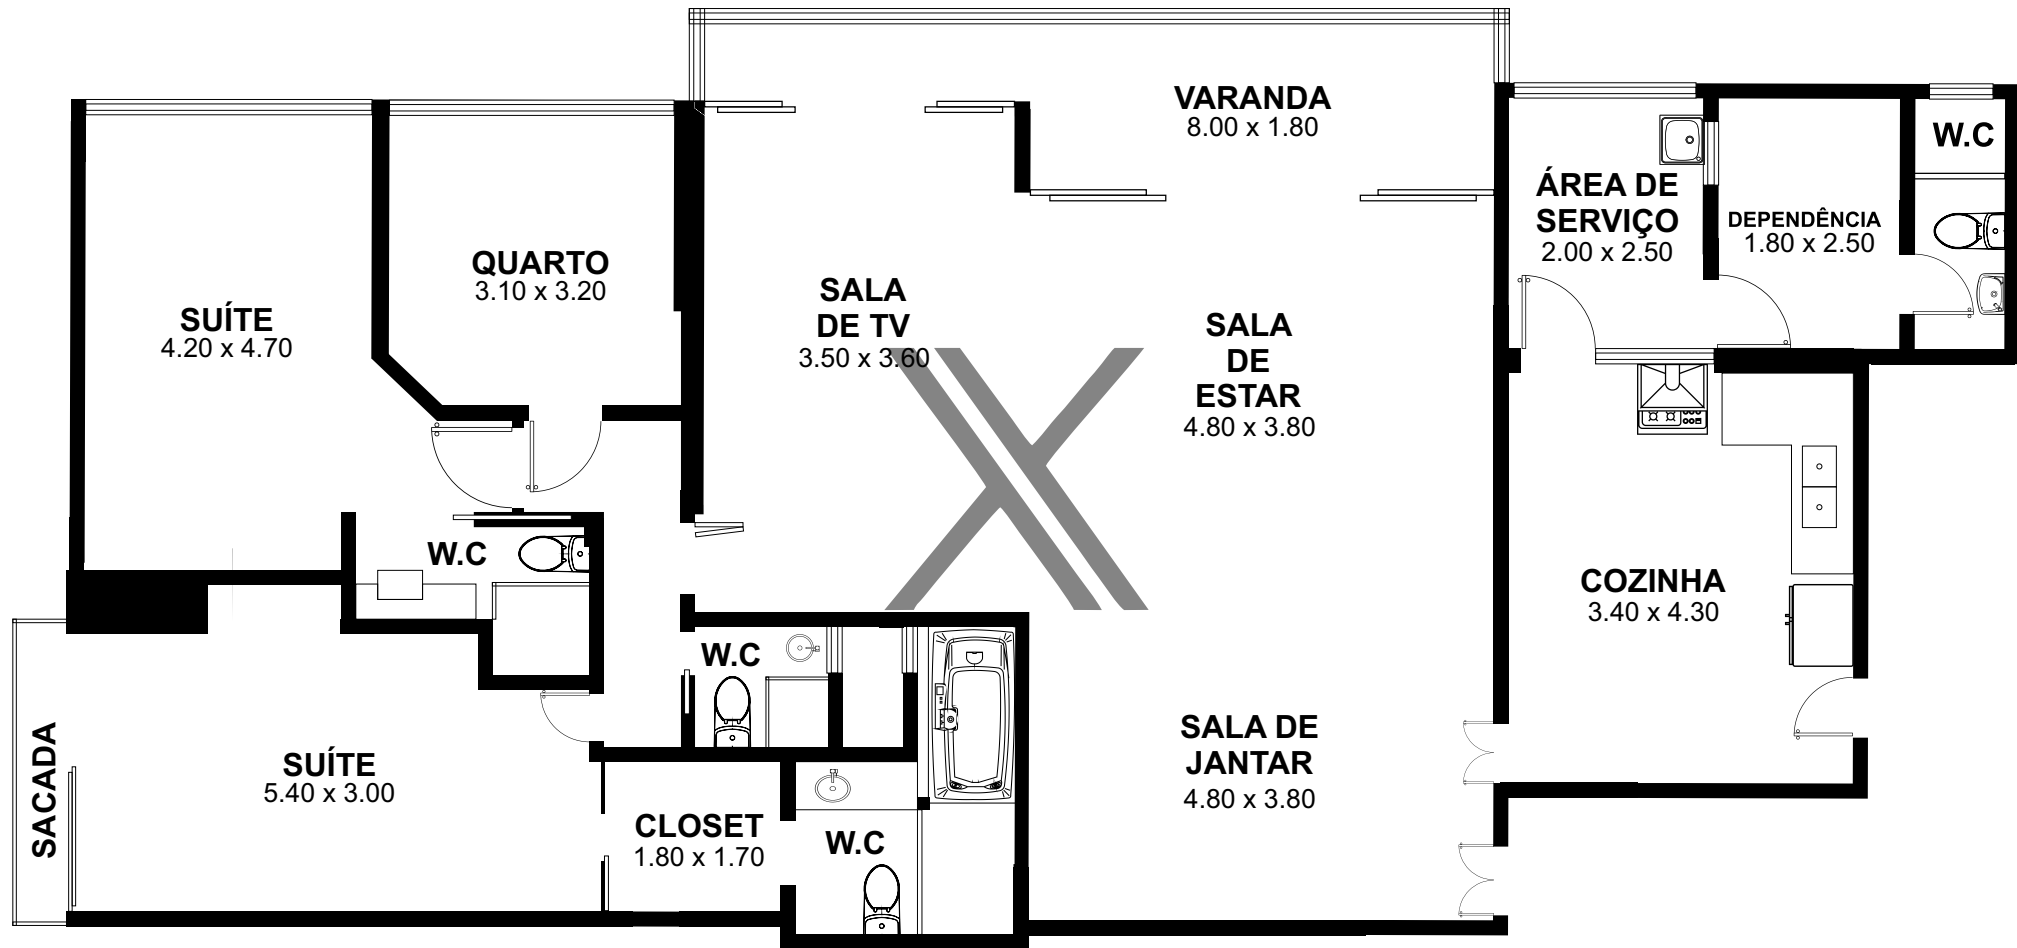 VARANDA
8.00 x 1.80
W.C
ÁREA DE
SERVIÇO
2.00 x 2.50
DEPENDÊNCIA
1.80 x 2.50
QUARTO
3.10 x 3.20
SUÍTE
4.20 x 4.70
SALA
DE TV
3.50 x 3.60
SALA
DE
ESTAR
4.80 x 3.80
W.C
COZINHA
3.40 x 4.30
W.C
SACADA
SUÍTE
5.40 x 3.00
SALA DE
JANTAR
4.80 x 3.80
CLOSET
1.80 x 1.70
W.C